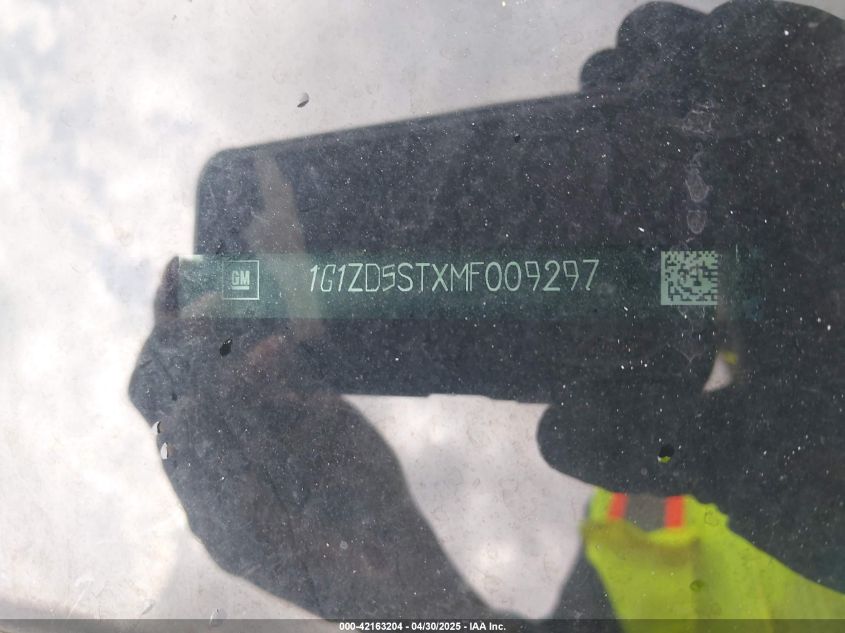 GM
1G1ZD5STXMF009297
000-42163204 - 04/30/2025 - IAA Inc.